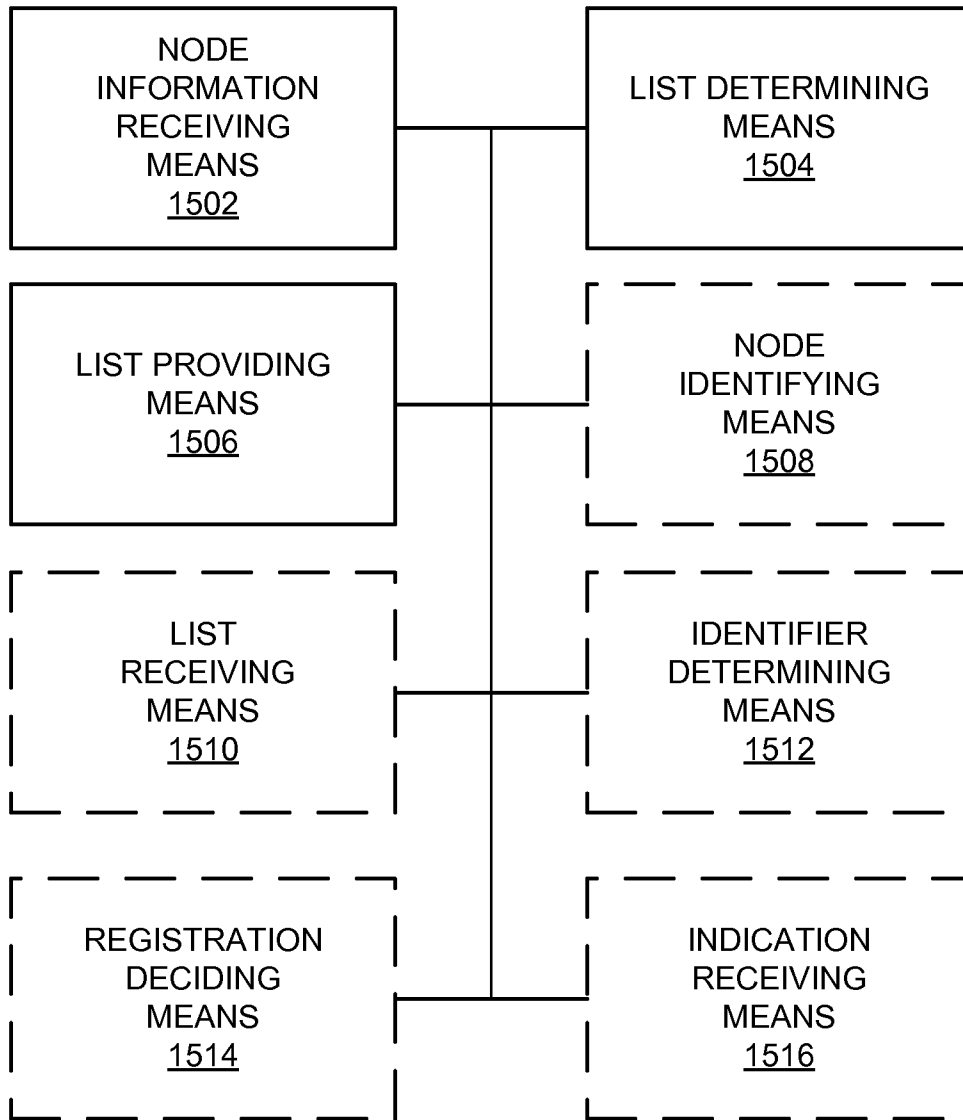 NODE
INFORMATION
RECEIVING
MEANS
1502
LIST DETERMINING
MEANS
1504
LIST PROVIDING
MEANS
1506
NODE
IDENTIFYING
MEANS
1508
LIST
RECEIVING
MEANS
1510
IDENTIFIER
DETERMINING
MEANS
1512
REGISTRATION
DECIDING
MEANS
1514
INDICATION
RECEIVING
MEANS
1516